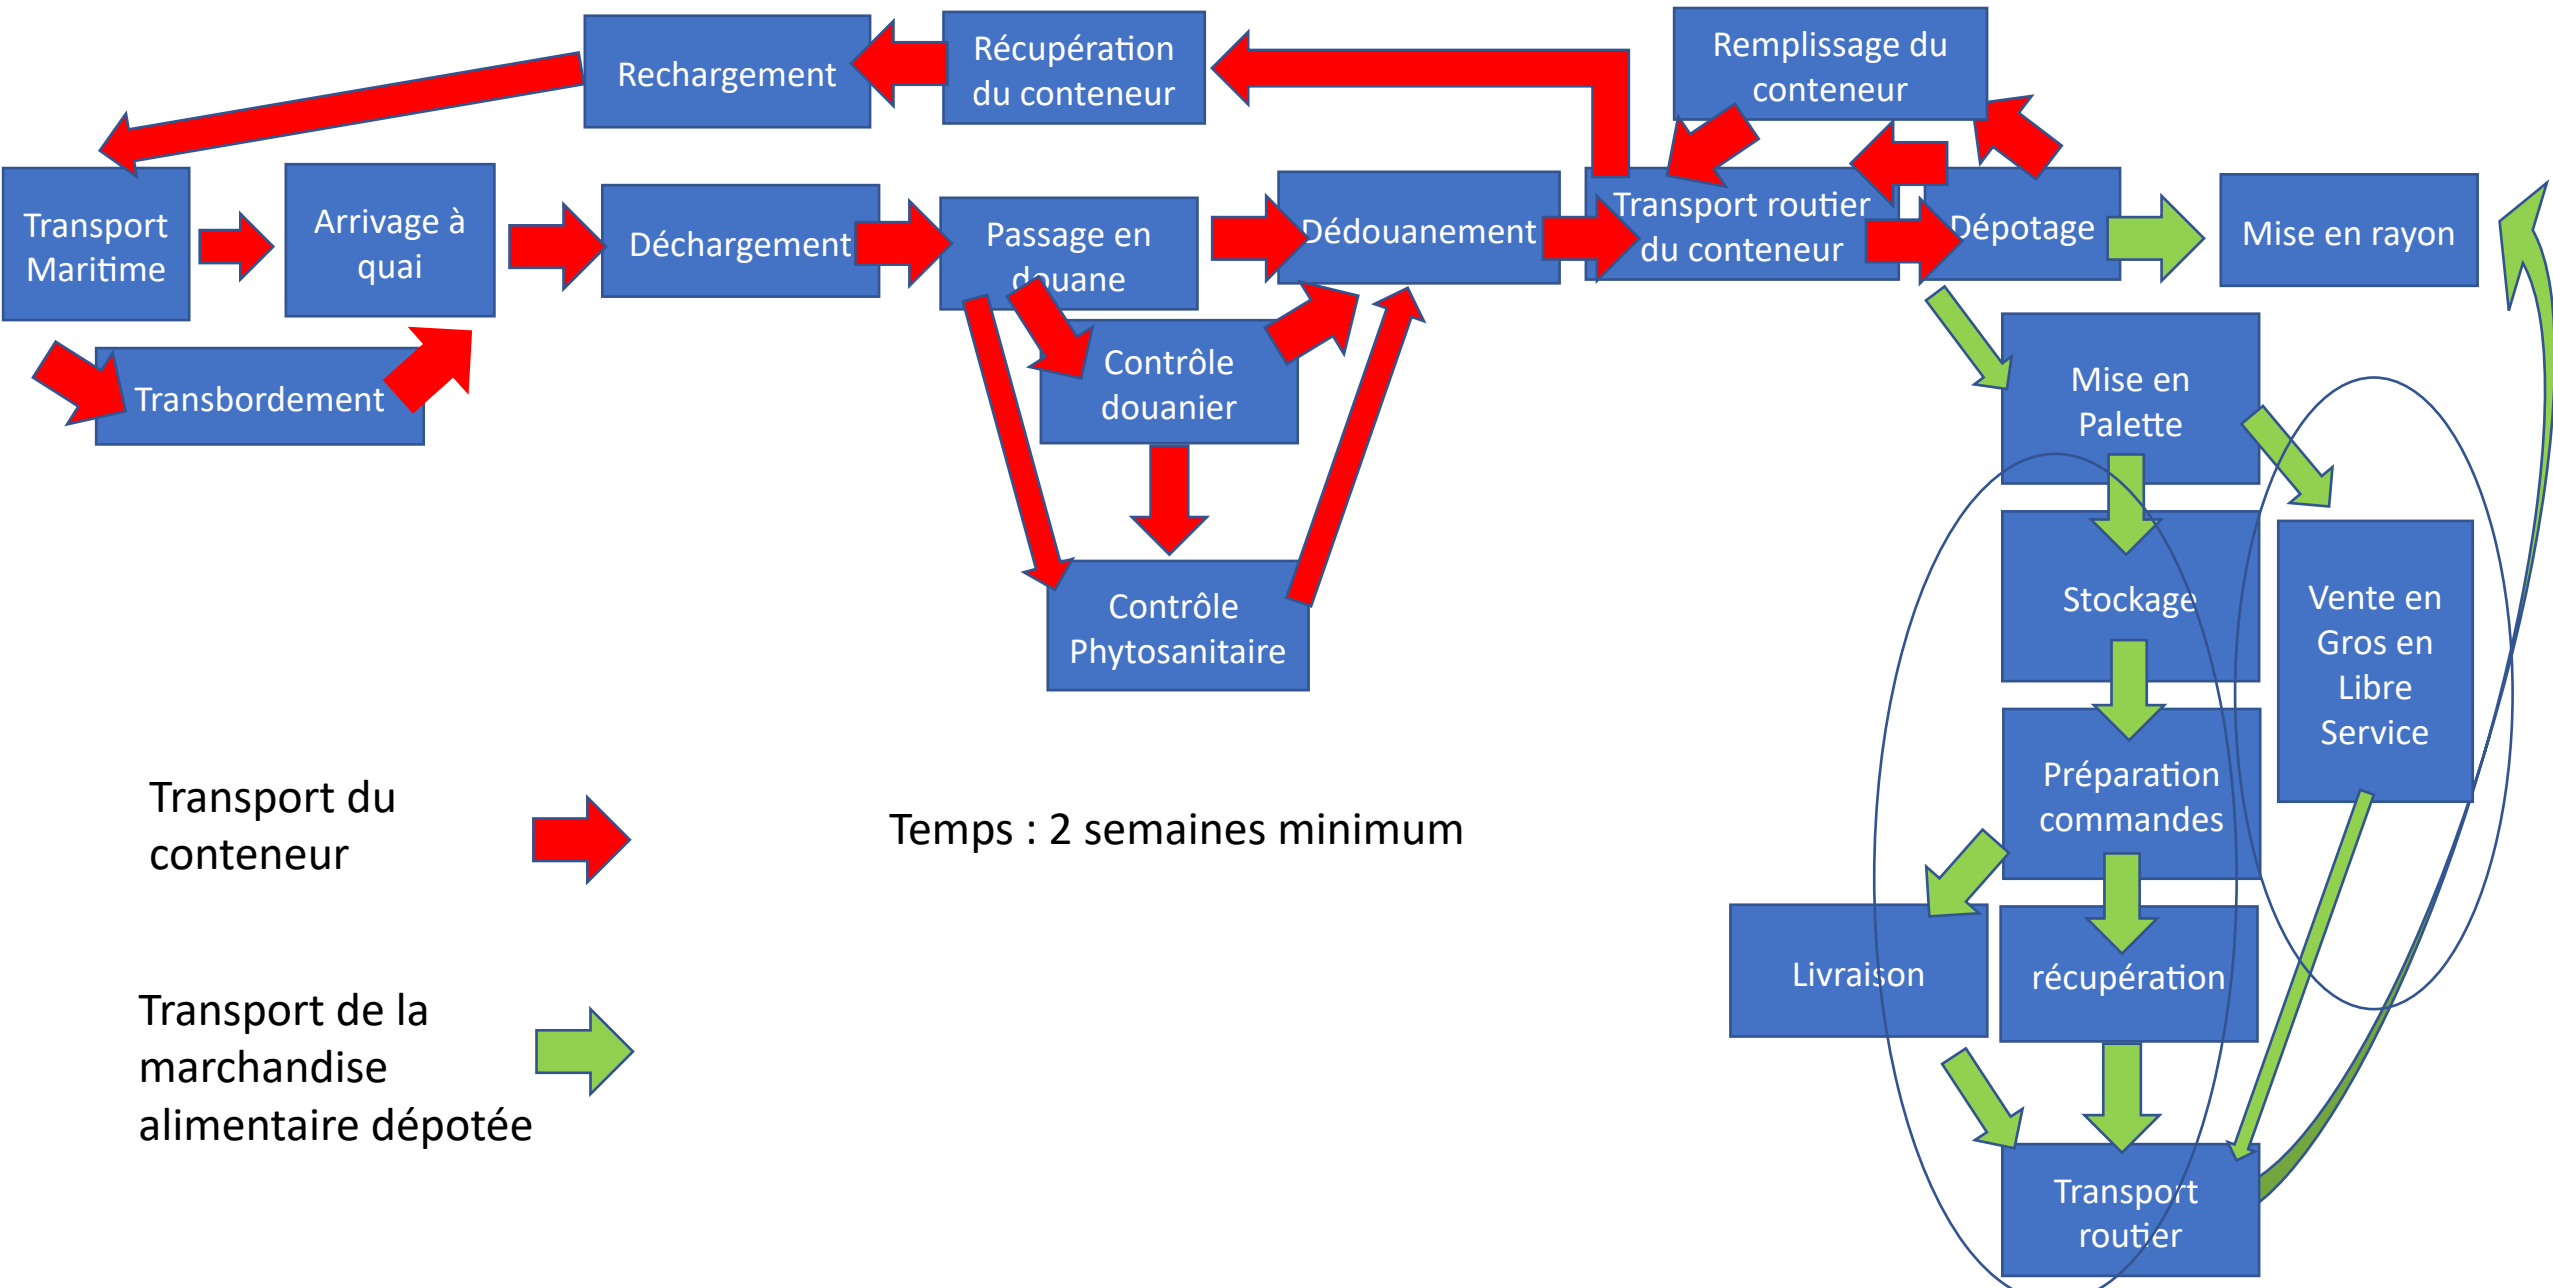 Rechargement
Récupération
du conteneur
Remplissage du
conteneur
Transport
Maritime
Arrivage à
quai
Déchargement
Passage en
douane
Dédouanement
Transport routier
du conteneur
Dépotage
Mise en rayon
Transbordement
Contrôle
douanier
Contrôle
Phytosanitaire
Mise en
Palette
Stockage
Vente en
Gros en
Libre
Service
Préparation
commandes
Livraison
récupération
Transport
routier
Transport du
conteneur
Temps : 2 semaines minimum
Transport de la
marchandise
alimentaire dépotée